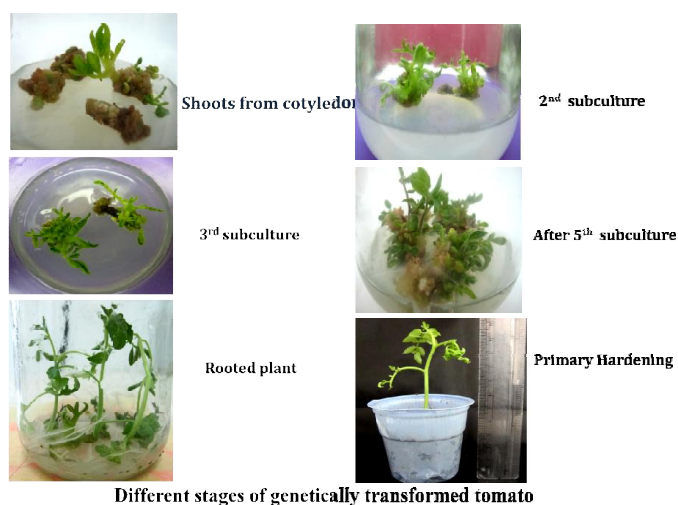 Shoots from cotyledon
2nd subculture
3rd subculture
After 5th subculture
Rooted plant
Primary Hardening
Different stages of genetically transformed tomato